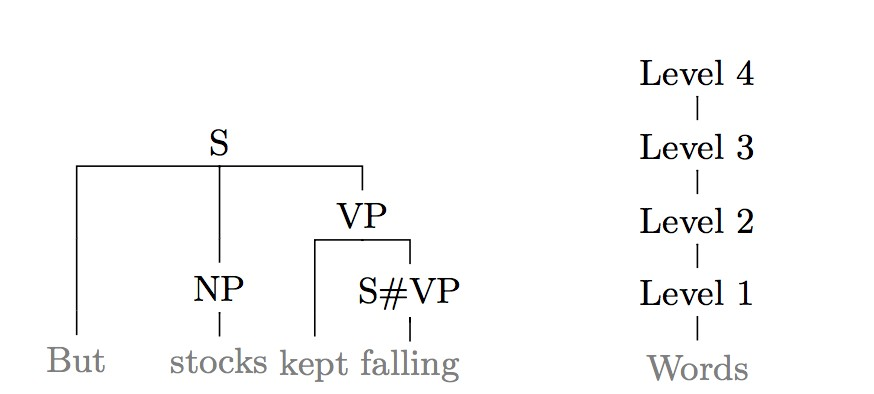 Level 4
S
Level 3
VP
Level 2
NP
S#VP
Level 1
But stocks kept falling
Words